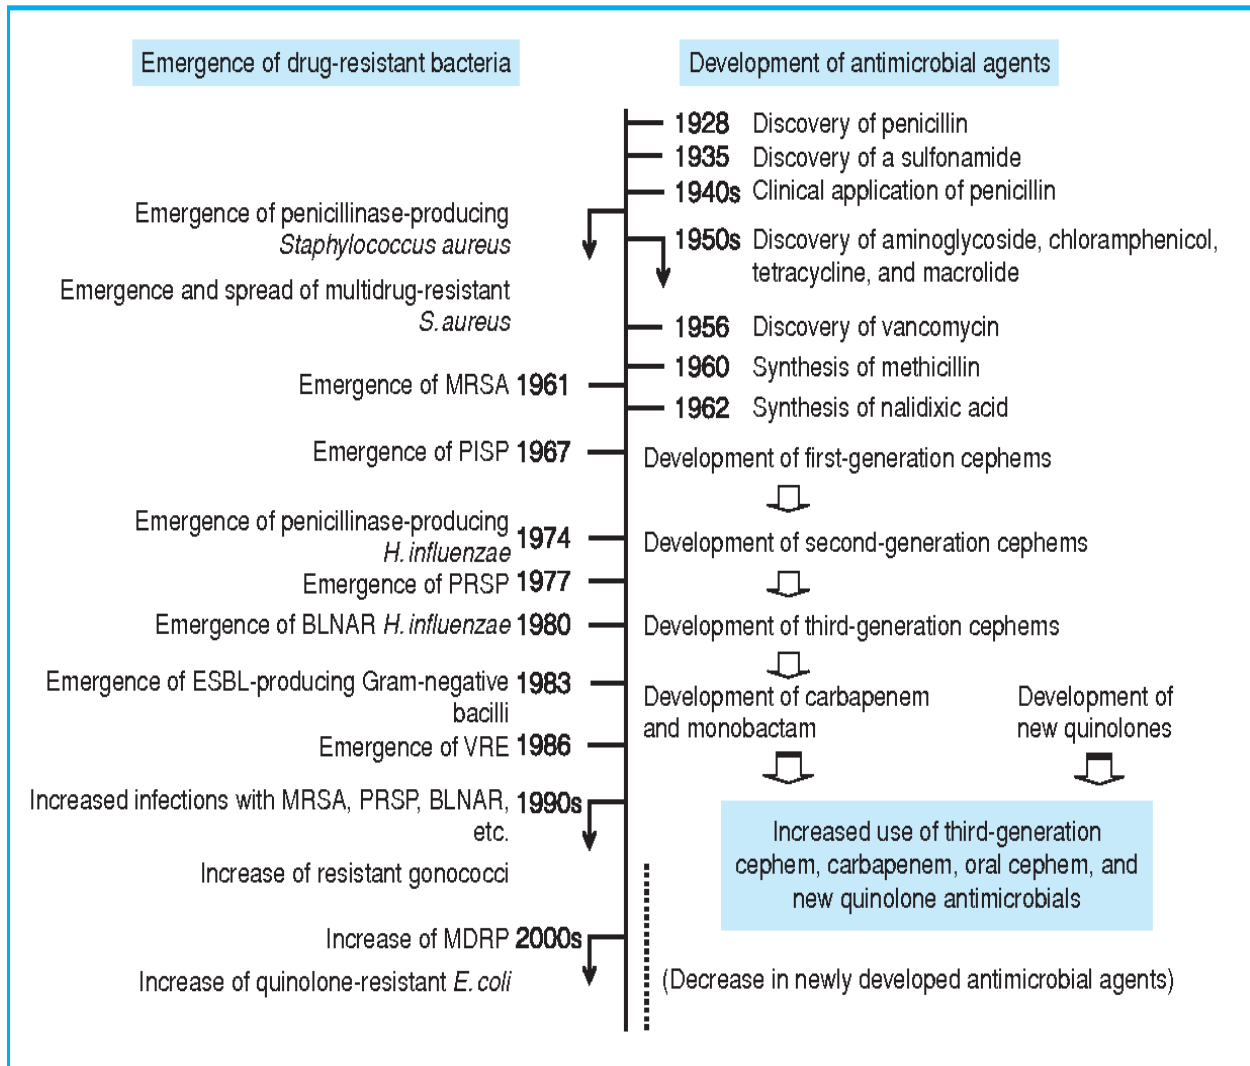 Emergence of drug-resistant bacteria
Development of antimicrobial agents
1928 Discovery of penicillin
1935 Discovery of a sulfonamide
1940s Clinical application of penicillin
Emergence of penicillinase-producing
Staphylococcus aureus
1950s Discovery of aminoglycoside, chloramphenicol,
tetracycline, and macrolide
Emergence and spread of multidrug-resistant
S. aureus
1956 Discovery of vancomycin
1960 Synthesis of methicillin
Emergence of MRSA 1961
1962 Synthesis of nalidixic acid
Emergence of PISP 1967
Development of first-generation cephems
Emergence of penicillinase-producing
H. influenzae 1974
Development of second-generation cephems
Emergence of PRSP 1977
Emergence of BLNAR H. influenzae 1980
Development of third-generation cephems
Emergence of ESBL-producing Gram-negative 1983
bacilli
Development of carbapenem
and monobactam
Development of
new quinolones
Emergence of VRE 1986
Increased infections with MRSA, PRSP, BLNAR, 1990s
etc.
Increase of resistant gonococci
Increased use of third-generation
cephem, carbapenem, oral cephem, and
new quinolone antimicrobials
Increase of MDRP 2000s
Increase of quinolone-resistant E. coli
(Decrease in newly developed antimicrobial agents)